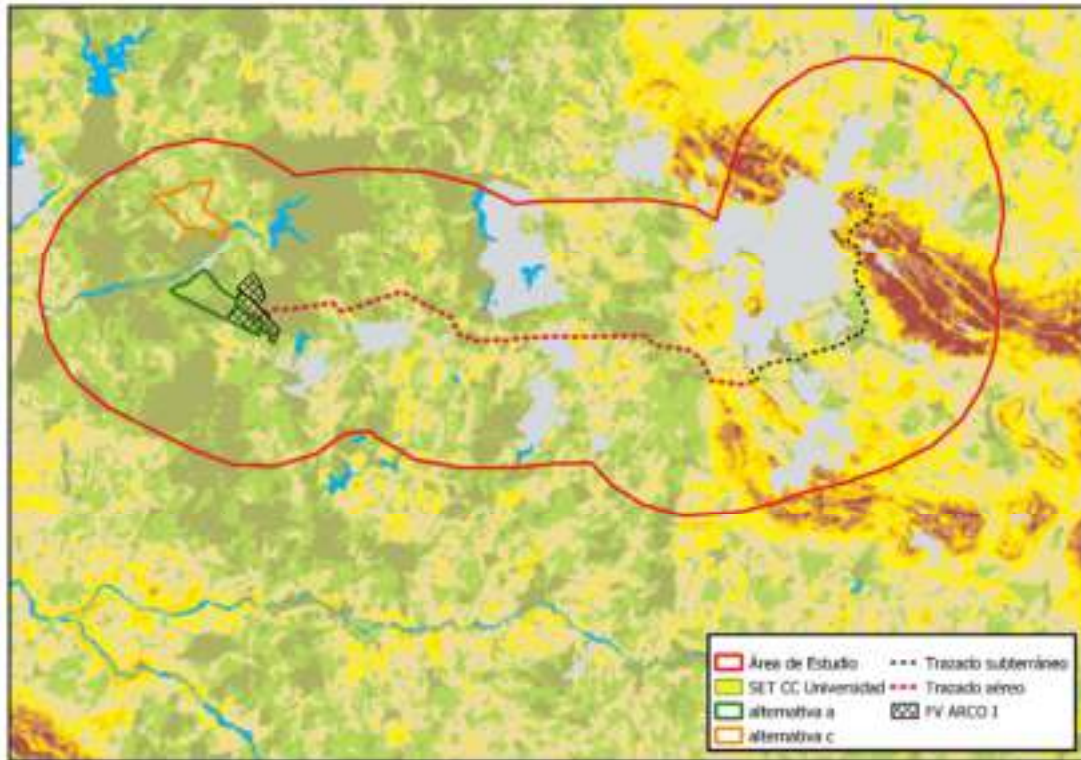 Área de Estudio
SET CC Universidad
alternativa a
alternativa c
Trazado subterráneo
Trazado aéreo
FV ARCO I